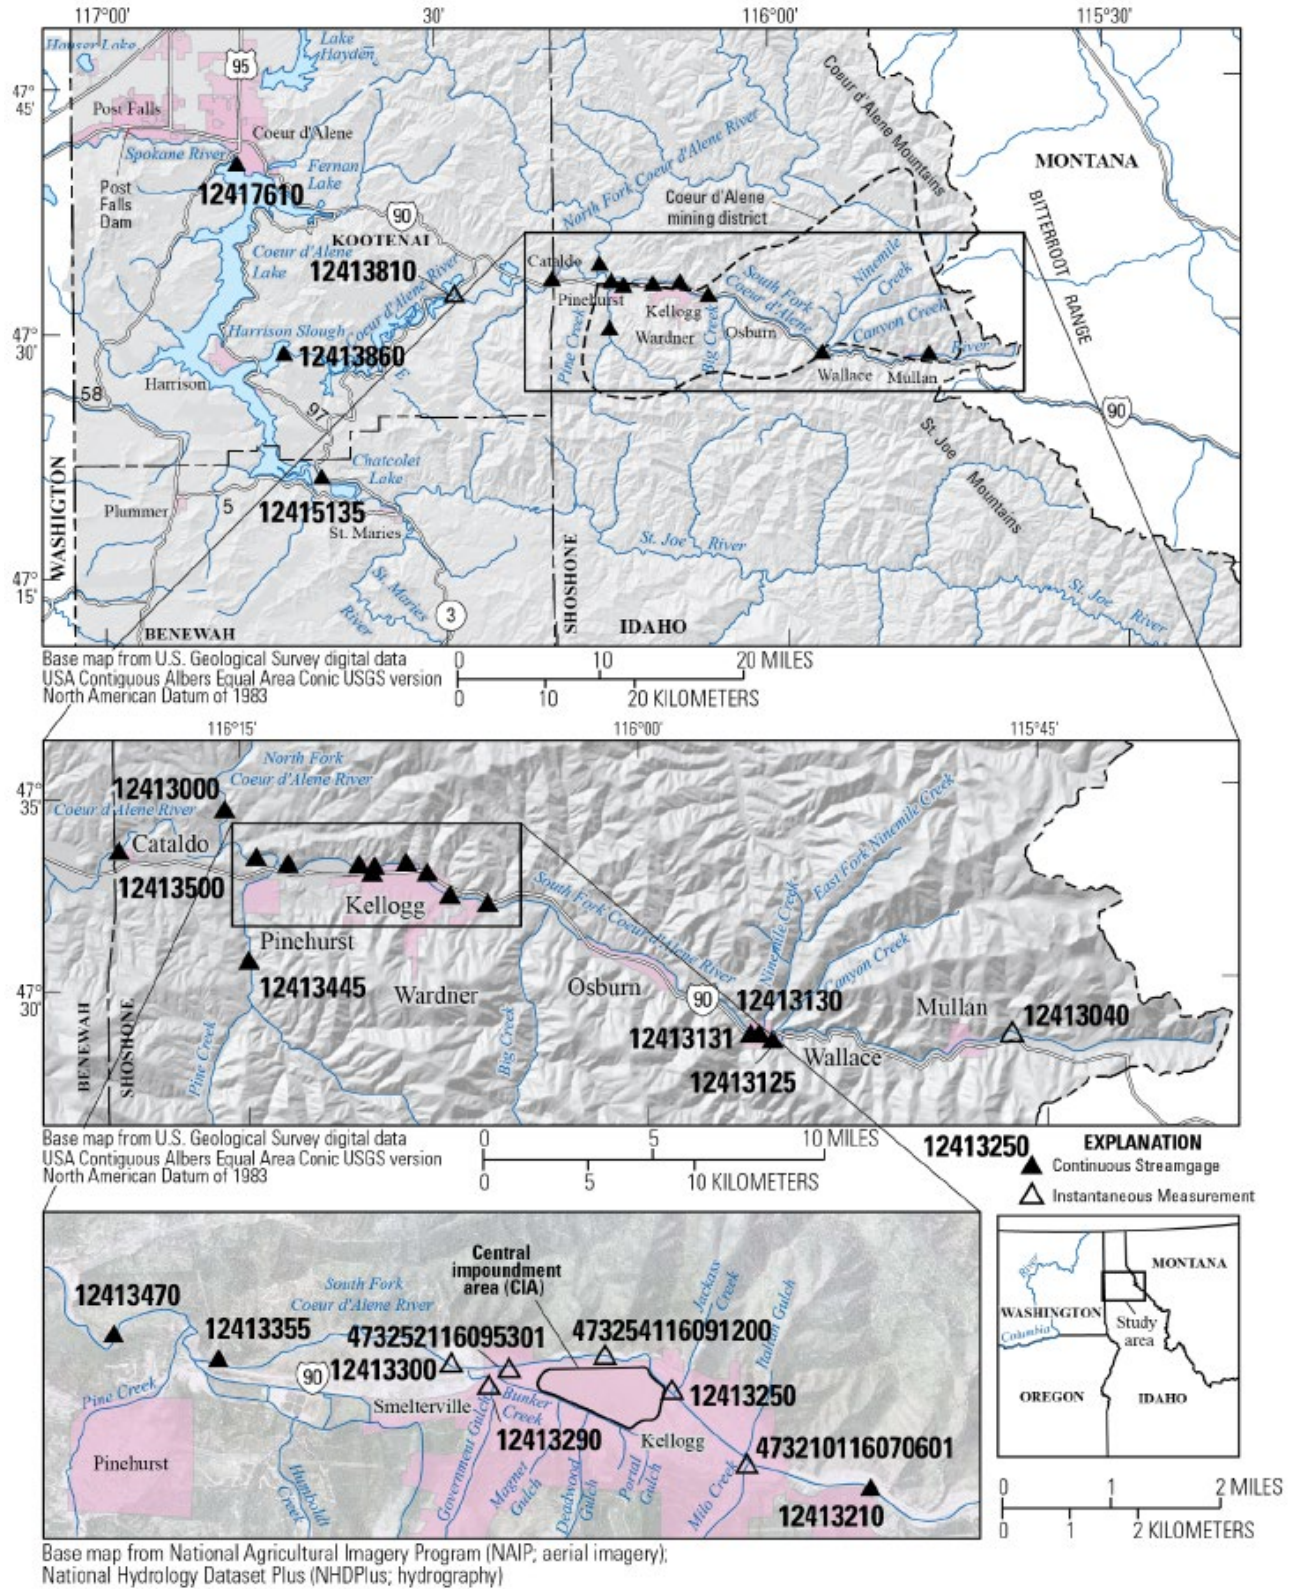 117°00'
30'
116°00'
115°30'
Hauser Lake
Lake
Hayden
95
47°
45'
Post Falls
Coeur d'Alene
Spokane River
Fernan
Lake
Post
Falls
Dam
12417610
90
KOOTENAI
Coeur d'Alene
Lake
12413810
Coeur d'Alene River
North Fork Coeur d'Alene River
Coeur d'Alene Mountains
Coeur d'Alene
mining district
MONTANA
BITTERROOT RANGE
Cataldo
Pinehurst
Kellogg
Wardner
Pine Creek
Big Creek
South Fork
Coeur d'Alene
River
Osburn
Ninemile
Creek
Canyon Creek
Wallace
Mullan
47°
30'
Harrison Slough
12413860
Harrison
58
97
90
St. Joe
Mountains
Chatcolet
Lake
12415135
Plummer
5
St. Maries
WASHIGTON
St. Maries
River
3
St. Joe River
St. Joe
River
47°
15'
SHOSHONE
BENEWAH
IDAHO
Base map from U.S. Geological Survey digital data
USA Contiguous Albers Equal Area Conic USGS version
North American Datum of 1983
0 10 20 MILES
0 10 20 KILOMETERS
116°15'
116°00'
115°45'
47°
35'
North Fork
Coeur d'Alene River
12413000
Coeur d'Alene River
Cataldo
12413500
Kellogg
Pinehurst
12413445
Wardner
Osburn
South Fork Coeur d'Alene River
Ninemile Creek
East Fork Ninemile Creek
Canyon Creek
90
12413130
12413131
12413125
Wallace
Mullan
12413040
47°
30'
BENEWAH
SHOSHONE
Pine Creek
Big Creek
Base map from U.S. Geological Survey digital data
USA Contiguous Albers Equal Area Conic USGS version
North American Datum of 1983
0 5 10 MILES
0 5 10 KILOMETERS
12413250
EXPLANATION
Continuous Streamgage
Instantaneous Measurement
Central
impoundment
area (CIA)
12413470
South Fork
Coeur d'Alene River
12413355
473252116095301
473254116091200
12413300
90
Jackass
Creek
Italian Gulch
Pine Creek
Smelterville
Bunker
Creek
12413250
12413290
Kellogg
473210116070601
Pinehurst
Humboldt
Creek
Government Gulch
Magnet
Gulch
Deadwood
Gulch
Portal
Gulch
Milo Creek
12413210
Base map from National Agricultural Imagery Program (NAIP; aerial imagery);
National Hydrology Dataset Plus (NHDPlus; hydrography)
MONTANA
River
WASHINGTON
Columbia
Study
area
OREGON
IDAHO
0 1 2 MILES
0 1 2 KILOMETERS